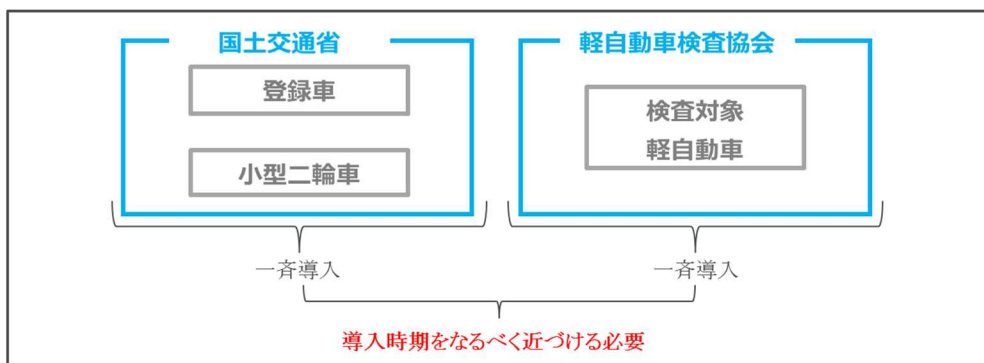 国土交通省
登録車
小型二輪車
一斉導入
軽自動車検査協会
検査対象
軽自動車
一斉導入
導入時期をなるべく近づける必要